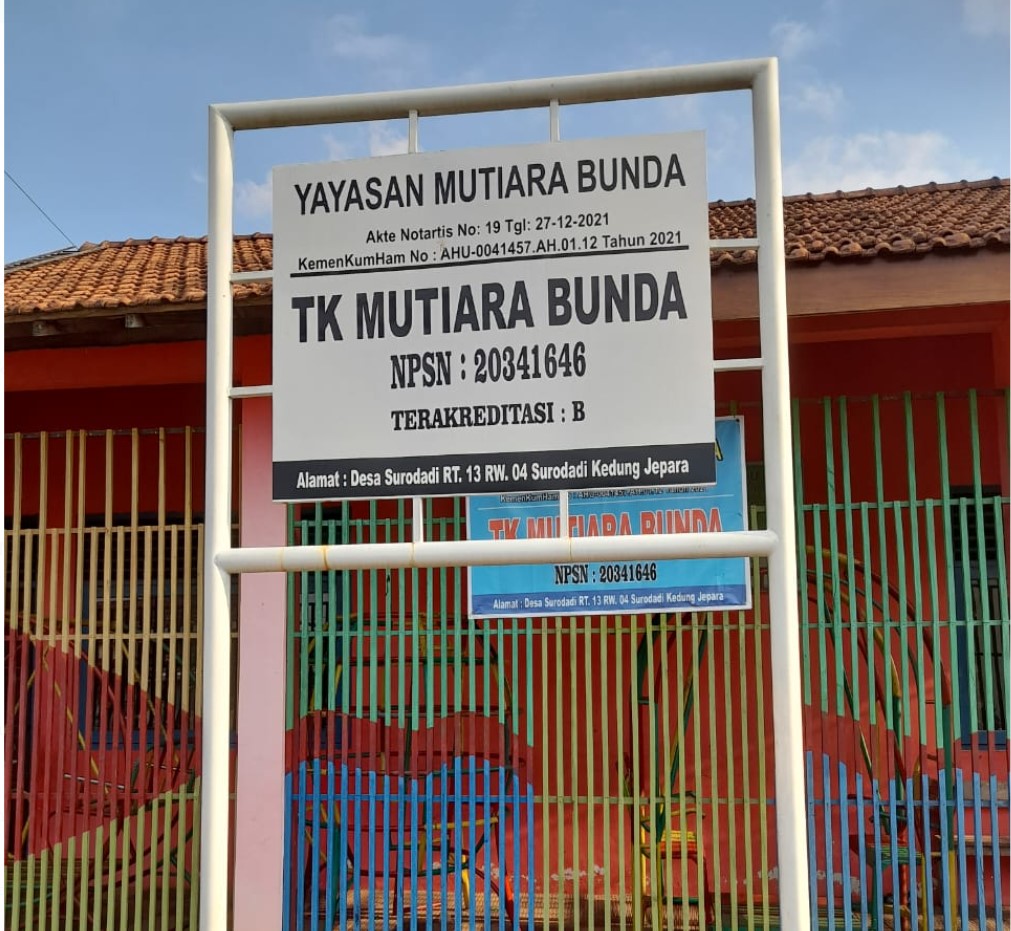 YAYASAN MUTIARA BUNDA
Akte Notartis No: 19 Tgl: 27-12-2021
KemenKumHam No : AHU-0041457.AH.01.12 Tahun 2021
TK MUTIARA BUNDA
NPSN : 20341646
TERAKREDITASI : B
Alamat : Desa Surodadi RT. 13 RW. 04 Surodadi Kedung Jepara
TK MUTIARA BUNDA
NPSN : 20341646
Alamat : Desa Surodadi RT. 13 RW. 04 Surodadi Kedung Jepara